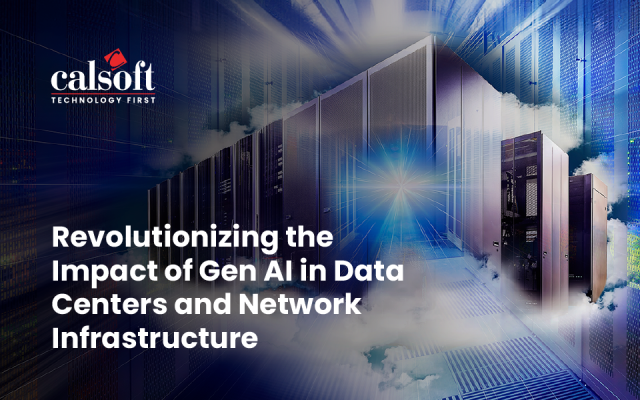 calsoft
TECHNOLOGY FIRST
Revolutionizing the
Impact of Gen AI in Data
Centers and Network
Infrastructure